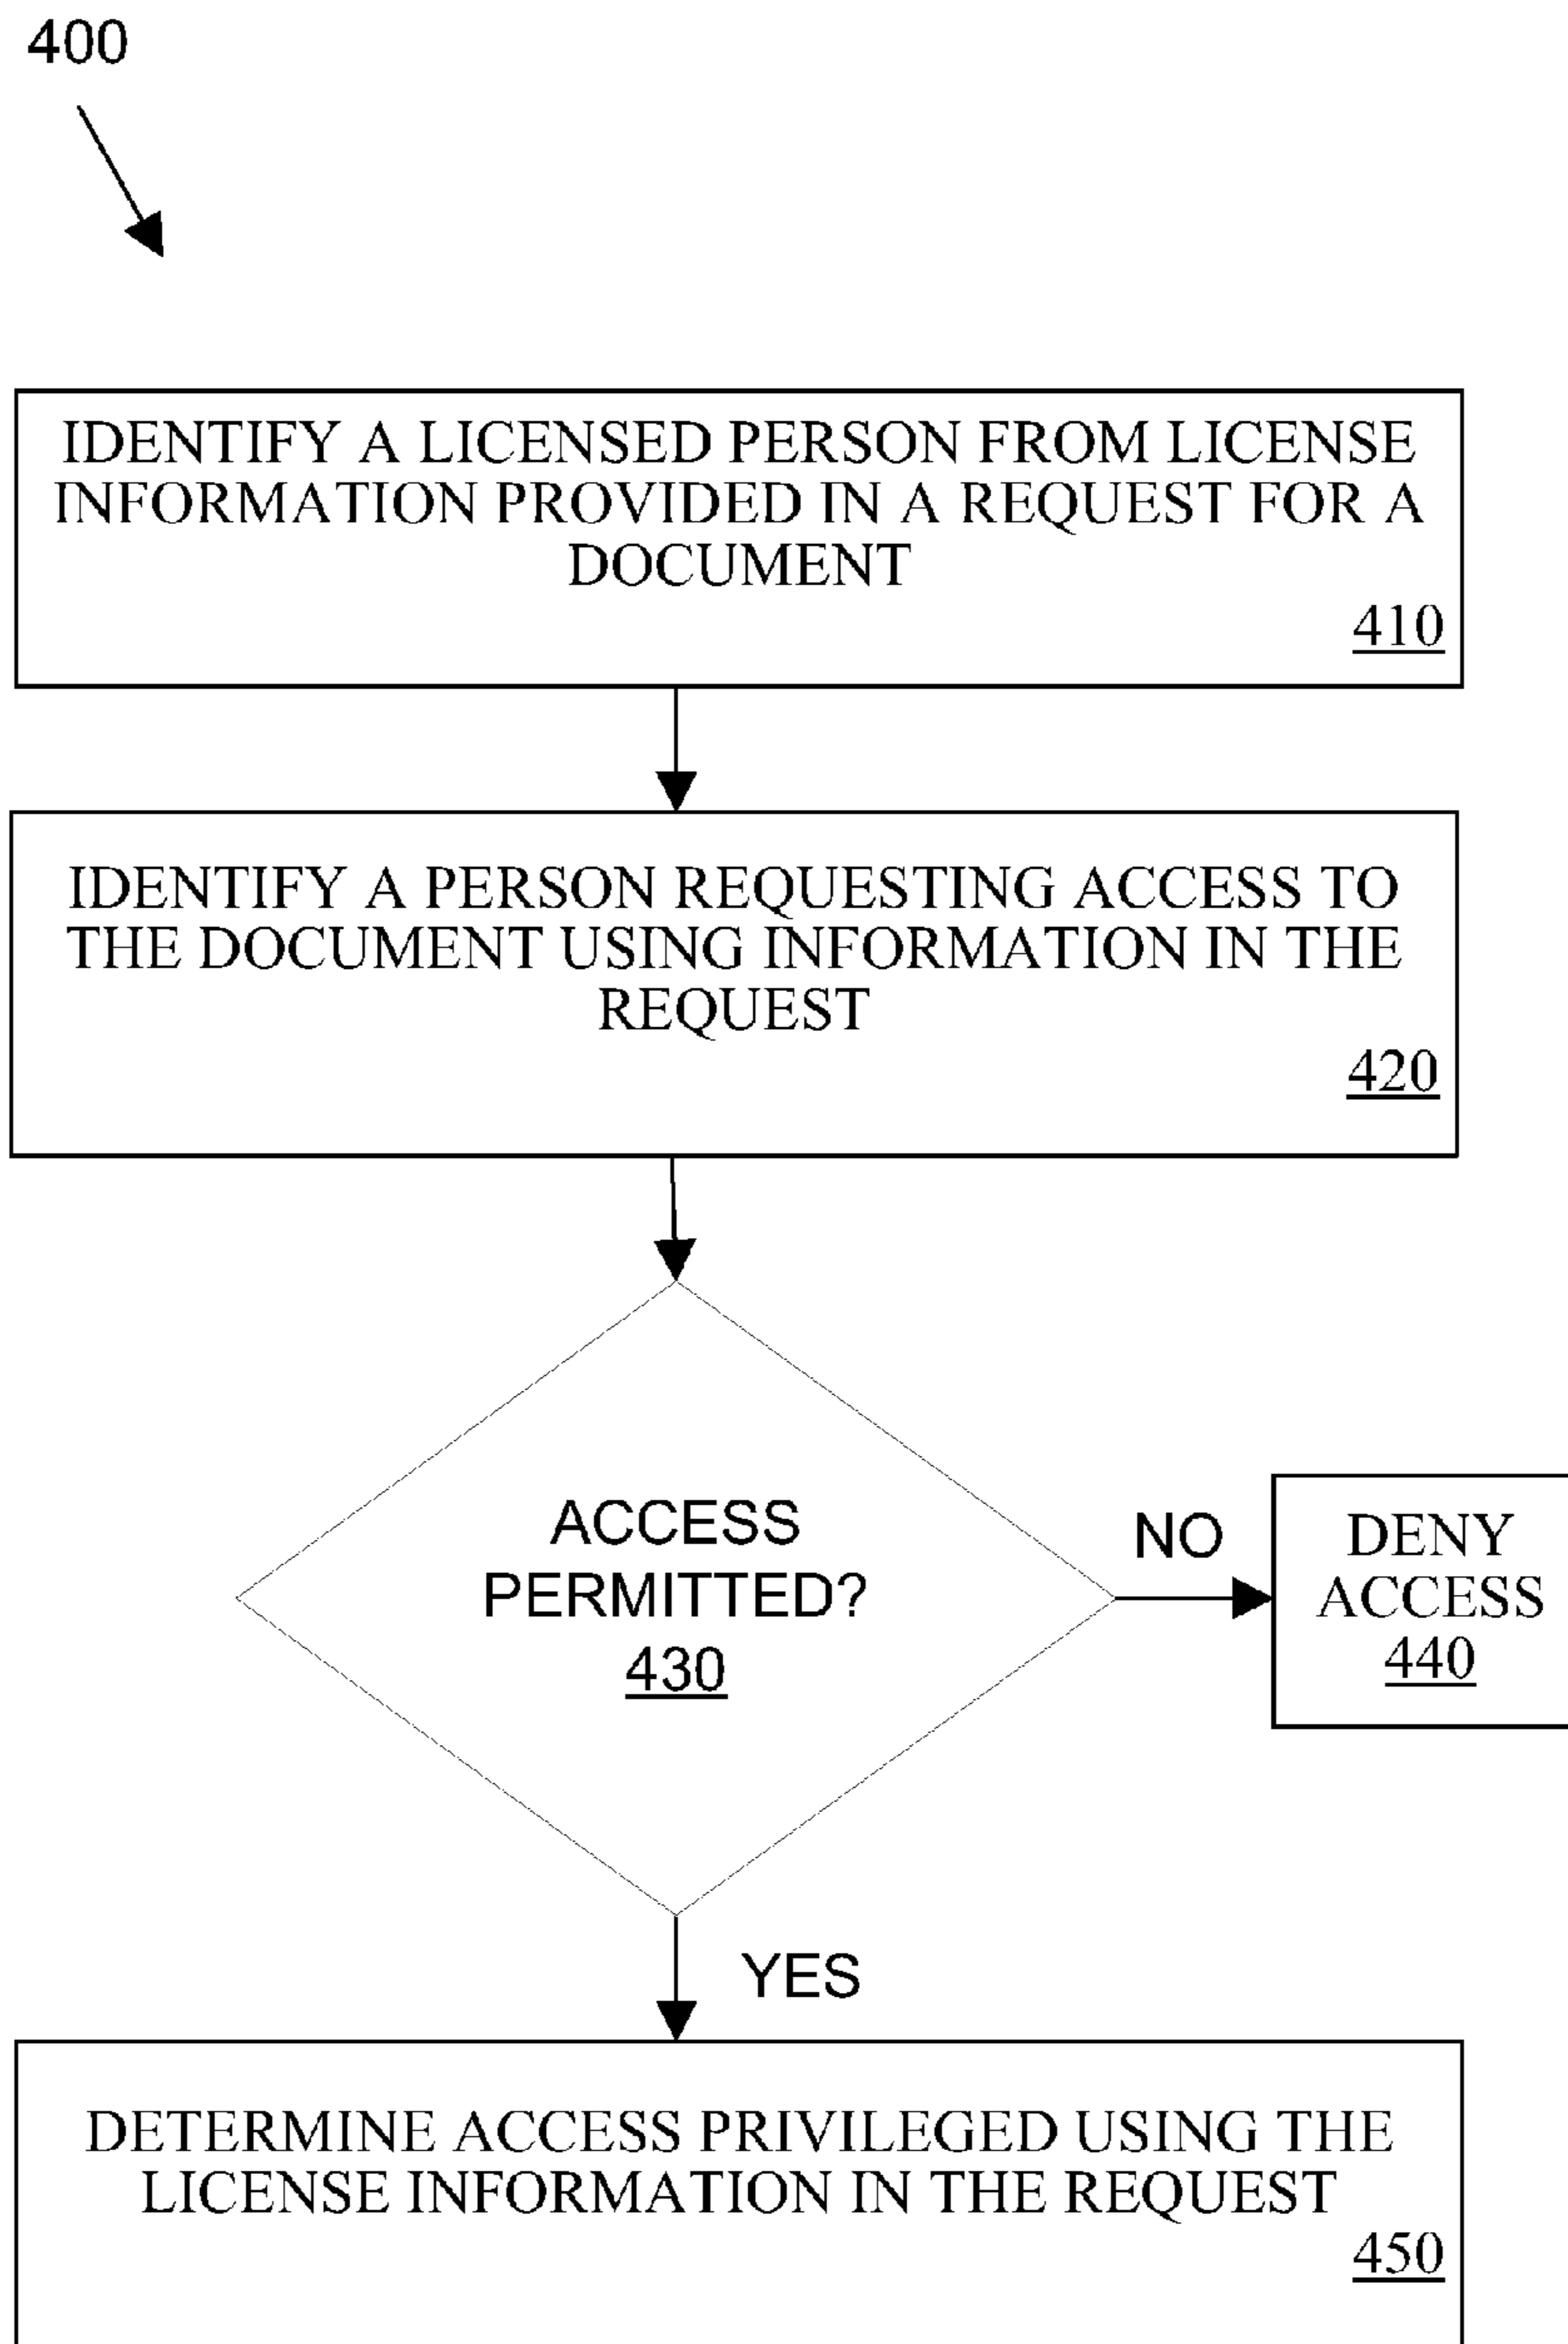 400
IDENTIFY A LICENSED PERSON FROM LICENSE
INFORMATION PROVIDED IN A REQUEST FOR A
DOCUMENT
410
IDENTIFY A PERSON REQUESTING ACCESS TO
THE DOCUMENT USING INFORMATION IN THE
REQUEST
420
ACCESS
PERMITTED?
430
NO
DENY
ACCESS
440
YES
DETERMINE ACCESS PRIVILEGED USING THE
LICENSE INFORMATION IN THE REQUEST
450